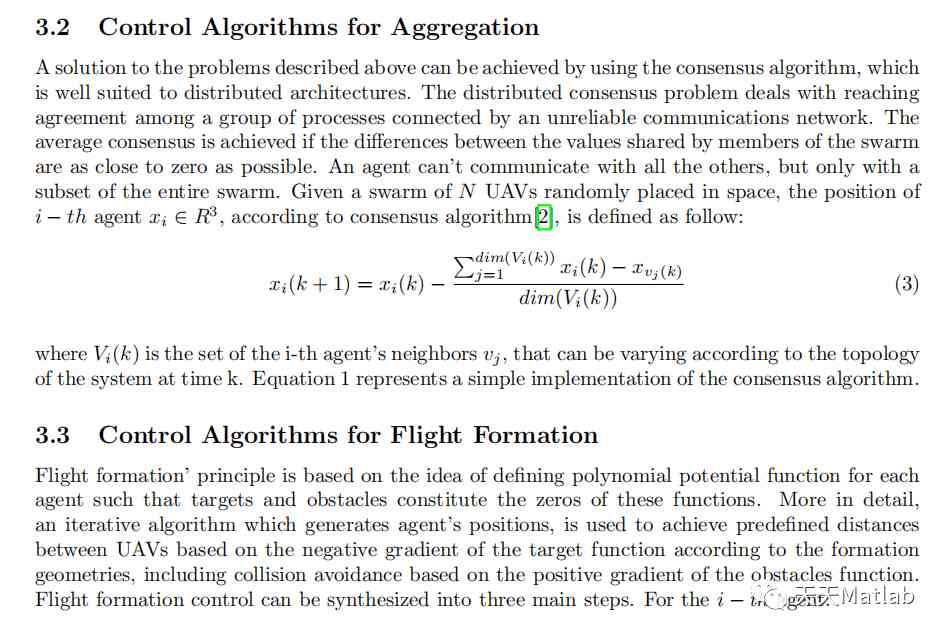 3.2 Control Algorithms for Aggregation
A solution to the problems described above can be achieved by using the consensus algorithm, which
is well suited to distributed architectures. The distributed consensus problem deals with reaching
agreement among a group of processes connected by an unreliable communications network. The
average consensus is achieved if the differences between the values shared by members of the swarm
are as close to zero as possible. An agent can't communicate with all the others, but only with a
subset of the entire swarm. Given a swarm of N UAVs randomly placed in space, the position of
i − th agent x_i ∈ R^3, according to consensus algorithm[2], is defined as follow:
x_i(k + 1) = x_i(k) − \frac{\sum_{j=1}^{dim(V_i(k))} x_i(k) − x_{v_j(k)}}{dim(V_i(k))} (3)
where V_i(k) is the set of the i-th agent's neighbors v_j, that can be varying according to the topology
of the system at time k. Equation 1 represents a simple implementation of the consensus algorithm.
3.3 Control Algorithms for Flight Formation
Flight formation' principle is based on the idea of defining polynomial potential function for each
agent such that targets and obstacles constitute the zeros of these functions. More in detail,
an iterative algorithm which generates agent's positions, is used to achieve predefined distances
between UAVs based on the negative gradient of the target function according to the formation
geometries, including collision avoidance based on the positive gradient of the obstacles function.
Flight formation control can be synthesized into three main steps. For the i −
天天Matlab